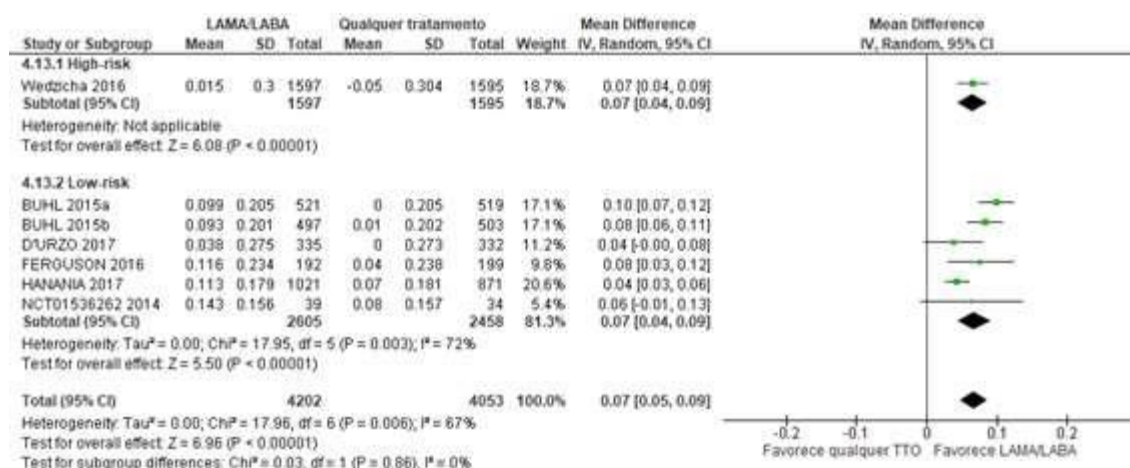 LAMA/LABA Qualquer tratamento Mean Difference Mean Difference
Study or Subgroup Mean SD Total Mean SD Total Weight IV, Random, 95% CI IV, Random, 95% CI
4.13.1 High-risk
Wedzicha 2016 0.015 0.3 1597 -0.05 0.304 1595 18.7% 0.07 [0.04, 0.09]
Subtotal (95% CI) 1597 1595 18.7% 0.07 [0.04, 0.09]
Heterogeneity: Not applicable
Test for overall effect: Z = 6.08 (P < 0.00001)
4.13.2 Low-risk
BUHL 2015a 0.099 0.205 521 0 0.205 519 17.1% 0.10 [0.07, 0.12]
BUHL 2015b 0.093 0.201 497 0.01 0.202 503 17.1% 0.08 [0.06, 0.11]
D'URZO 2017 0.038 0.275 335 0 0.273 332 11.2% 0.04 [-0.00, 0.08]
FERGUSON 2016 0.116 0.234 192 0.04 0.238 199 9.8% 0.08 [0.03, 0.12]
HANANIA 2017 0.113 0.179 1021 0.07 0.181 871 20.6% 0.04 [0.03, 0.06]
NCT01536262 2014 0.143 0.156 39 0.08 0.157 34 5.4% 0.06 [-0.01, 0.13]
Subtotal (95% CI) 2605 2458 81.3% 0.07 [0.04, 0.09]
Heterogeneity: Tau² = 0.00; Chi² = 17.95, df = 5 (P = 0.003); I² = 72%
Test for overall effect: Z = 5.50 (P < 0.00001)
Total (95% CI) 4202 4053 100.0% 0.07 [0.05, 0.09]
Heterogeneity: Tau² = 0.00; Chi² = 17.96, df = 6 (P = 0.006); I² = 67%
Test for overall effect: Z = 6.96 (P < 0.00001)
Test for subgroup differences: Chi² = 0.03, df = 1 (P = 0.86), I² = 0%
-0.2 -0.1 0 0.1 0.2
Favorece qualquer TTO Favorece LAMA/LABA